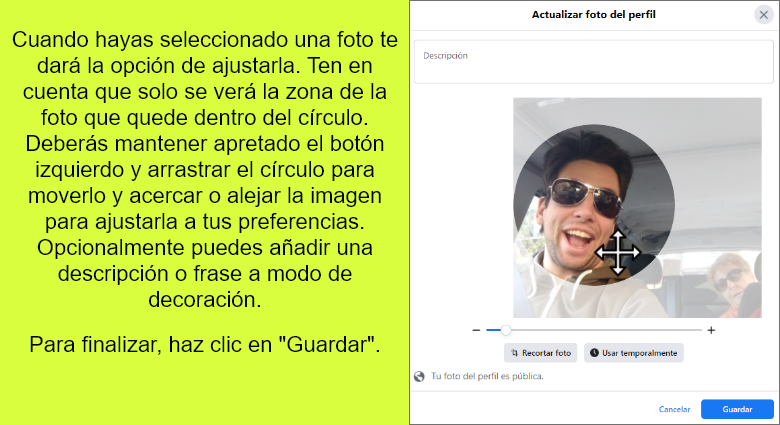 Cuando hayas seleccionado una foto te
dará la opción de ajustarla. Ten en
cuenta que solo se verá la zona de la
foto que quede dentro del círculo.
Deberás mantener apretado el botón
izquierdo y arrastrar el círculo para
moverlo y acercar o alejar la imagen
para ajustarla a tus preferencias.
Opcionalmente puedes añadir una
descripción o frase a modo de
decoración.
Para finalizar, haz clic en "Guardar".
Actualizar foto del perfil
Descripción
Recortar foto
Usar temporalmente
Tu foto del perfil es pública.
Cancelar
Guardar